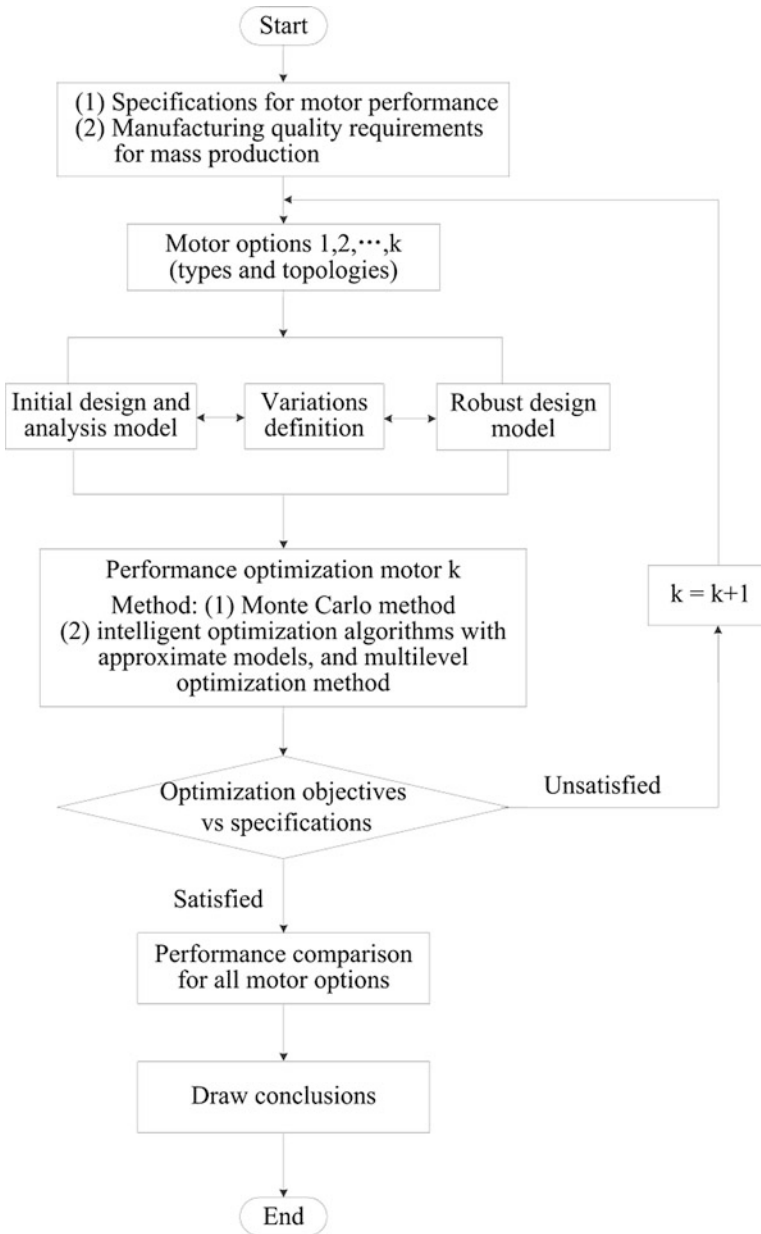 Start
(1) Specifications for motor performance
(2) Manufacturing quality requirements
for mass production
Motor options 1,2,···,k
(types and topologies)
Initial design and
analysis model
Variations
definition
Robust design
model
Performance optimization motor k
Method: (1) Monte Carlo method
(2) intelligent optimization algorithms with
approximate models, and multilevel
optimization method
k = k+1
Optimization objectives
vs specifications
Unsatisfied
Satisfied
Performance comparison
for all motor options
Draw conclusions
End